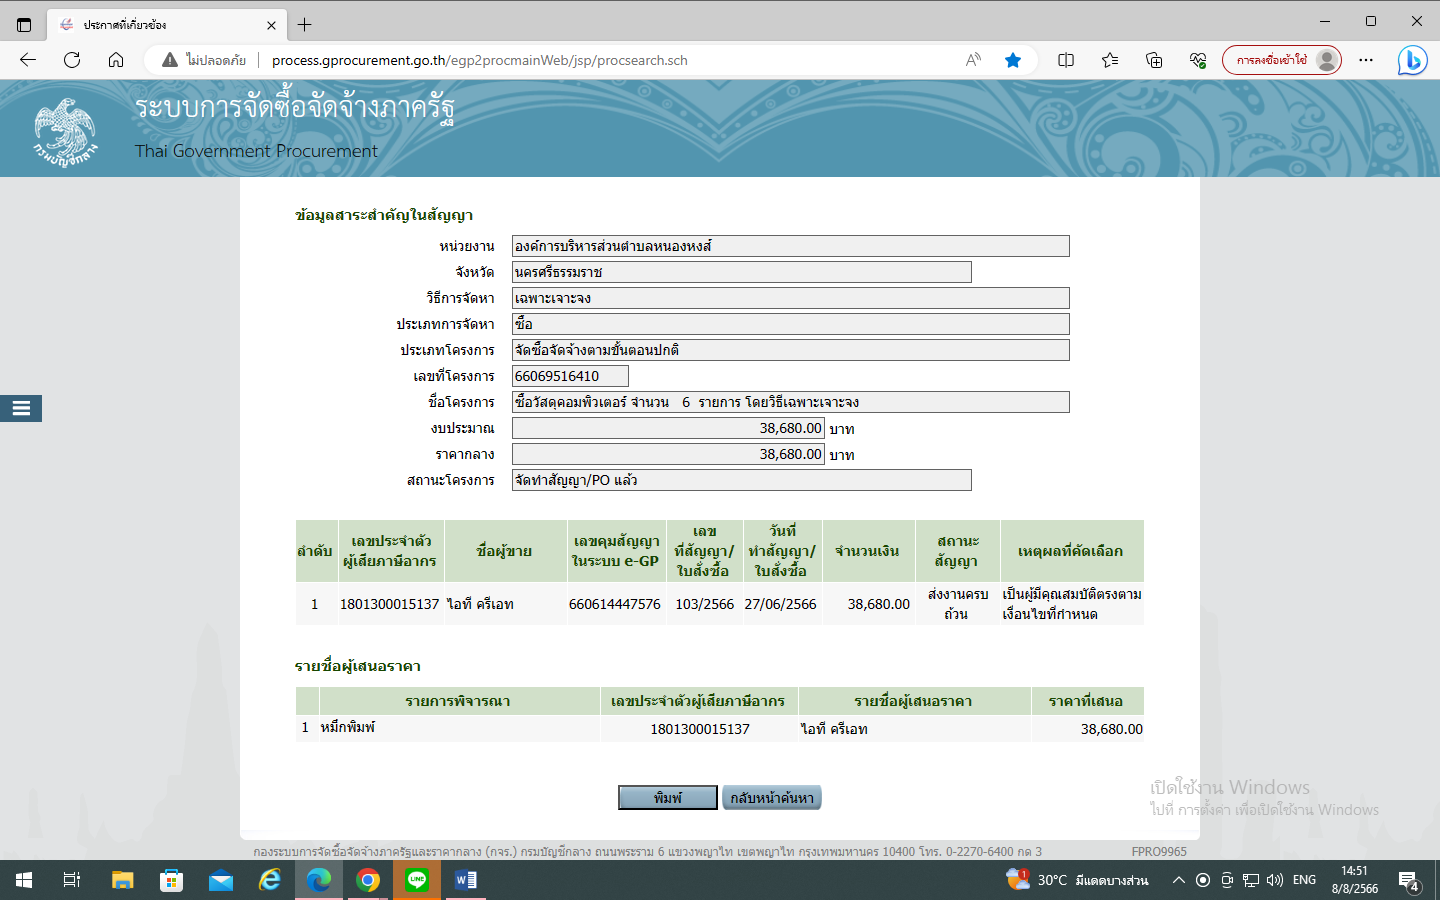 ประกาศที่เกี่ยวข้อง
ไม่ปลอดภัย
process.gprocurement.go.th/egp2procmainWeb/jsp/procsearch.sch
การลงชื่อเข้าใช้
ระบบการจัดซื้อจัดจ้างภาครัฐ
Thai Government Procurement
กรมบัญชีกลาง
ข้อมูลสาระสำคัญในสัญญา
หน่วยงาน องค์การบริหารส่วนตำบลหนองหงส์
จังหวัด นครศรีธรรมราช
วิธีการจัดหา เฉพาะเจาะจง
ประเภทการจัดหา ซื้อ
ประเภทโครงการ จัดซื้อจัดจ้างตามขั้นตอนปกติ
เลขที่โครงการ 66069516410
ชื่อโครงการ ซื้อวัสดุคอมพิวเตอร์ จำนวน 6 รายการ โดยวิธีเฉพาะเจาะจง
งบประมาณ 38,680.00 บาท
ราคากลาง 38,680.00 บาท
สถานะโครงการ จัดทำสัญญา/PO แล้ว
ลำดับ เลขประจำตัวผู้เสียภาษีอากร ชื่อผู้ขาย เลขคุมสัญญาในระบบ e-GP เลขที่สัญญา/ใบสั่งซื้อ วันที่ทำสัญญา/ใบสั่งซื้อ จำนวนเงิน สถานะสัญญา เหตุผลที่คัดเลือก
1 1801300015137 ไอที ครีเอท 660614447576 103/2566 27/06/2566 38,680.00 ส่งงานครบถ้วน เป็นผู้มีคุณสมบัติตรงตามเงื่อนไขที่กำหนด
รายชื่อผู้เสนอราคา
รายการพิจารณา เลขประจำตัวผู้เสียภาษีอากร รายชื่อผู้เสนอราคา ราคาที่เสนอ
1 หมึกพิมพ์ 1801300015137 ไอที ครีเอท 38,680.00
พิมพ์ กลับหน้าค้นหา
เปิดใช้งาน Windows
ไปที่ การตั้งค่า เพื่อเปิดใช้งาน Windows
กองระบบการจัดซื้อจัดจ้างภาครัฐและราคากลาง (กจร.) กรมบัญชีกลาง ถนนพระราม 6 แขวงพญาไท เขตพญาไท กรุงเทพมหานคร 10400 โทร. 0-2270-6400 กด 3 FPRO9965
LINE
1
30°C มีแดดบางส่วน ENG 14:51
8/8/2566
4